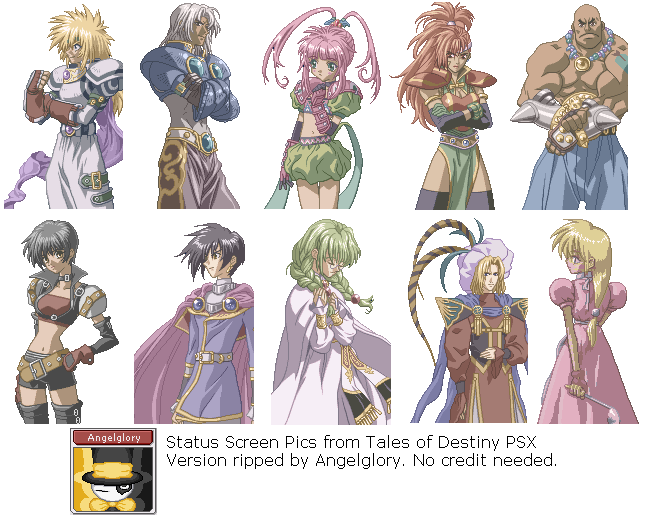 Angelglory
Status Screen Pics from Tales of Destiny PSX
Version ripped by Angelglory. No credit needed.